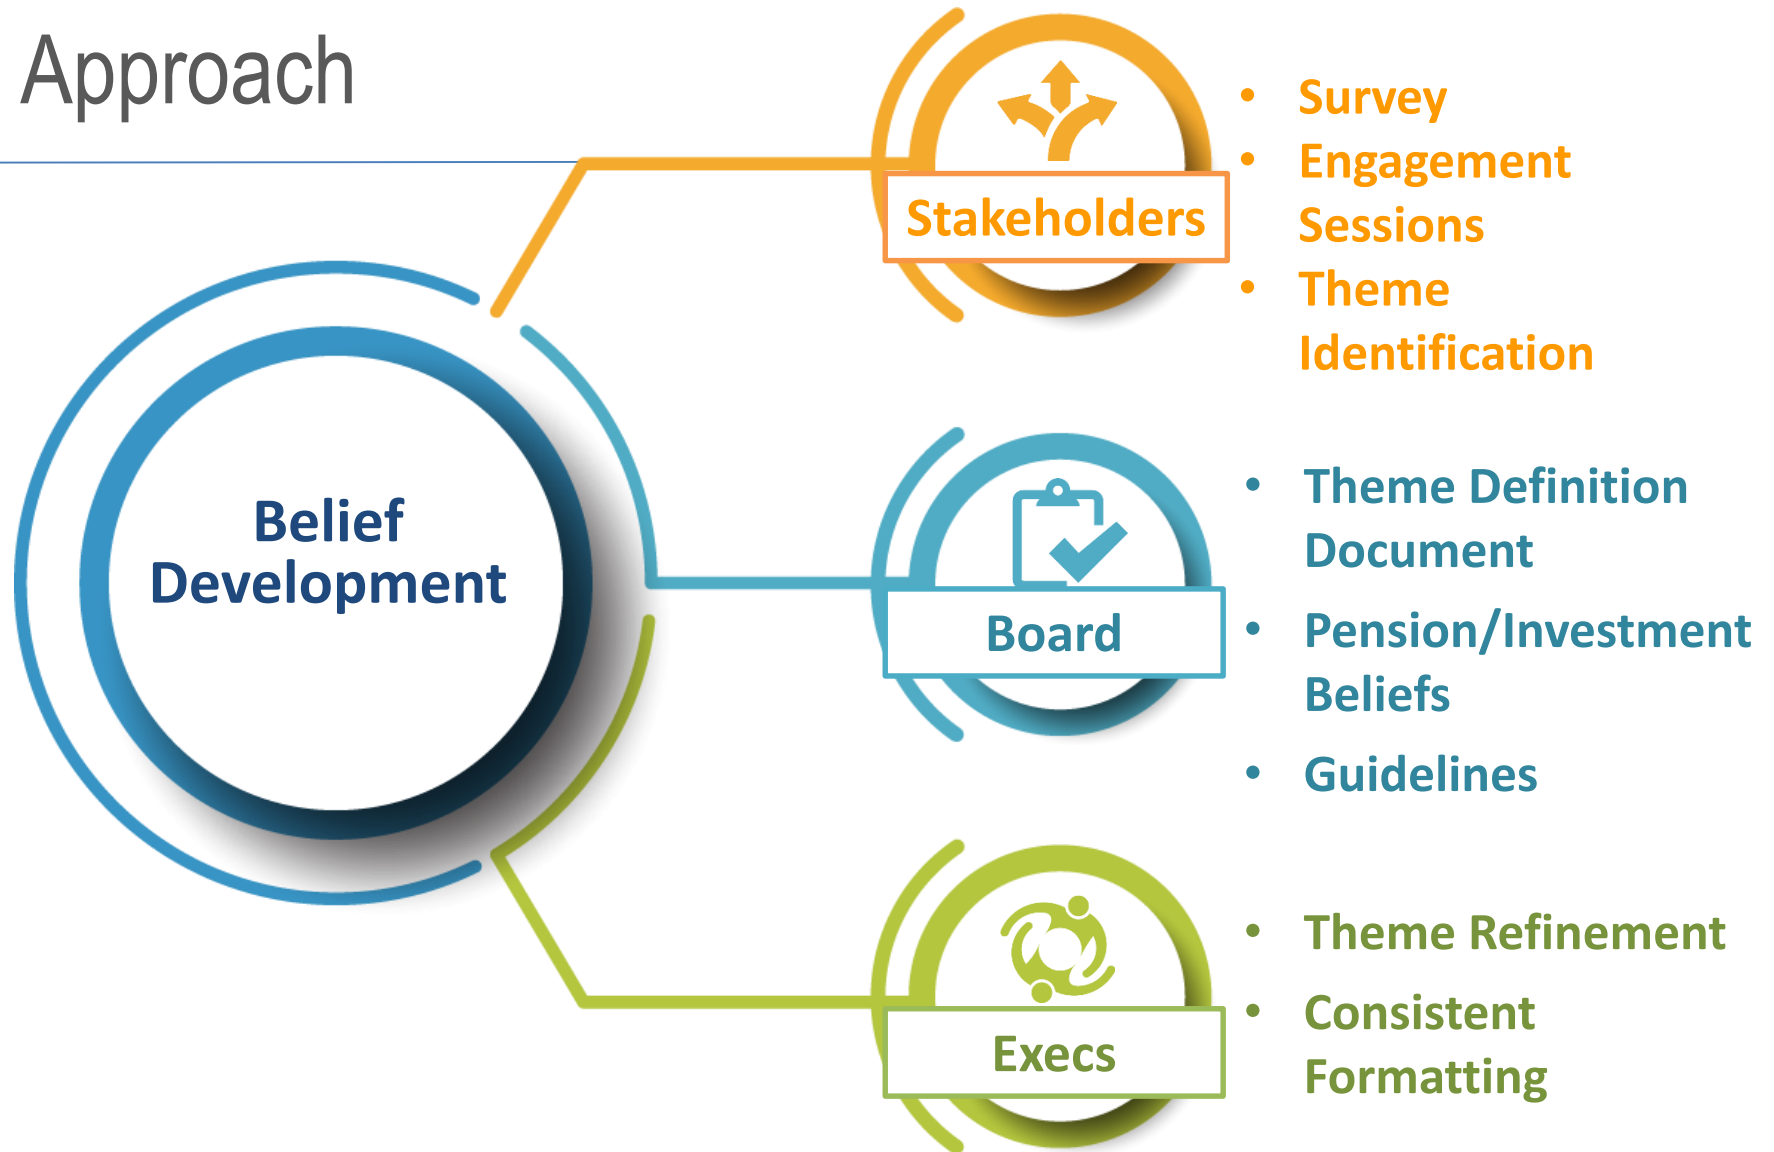 Approach
Belief
Development
Stakeholders
• Survey
• Engagement
Sessions
• Theme
Identification
Board
• Theme Definition
Document
• Pension/Investment
Beliefs
• Guidelines
Execs
• Theme Refinement
• Consistent
Formatting